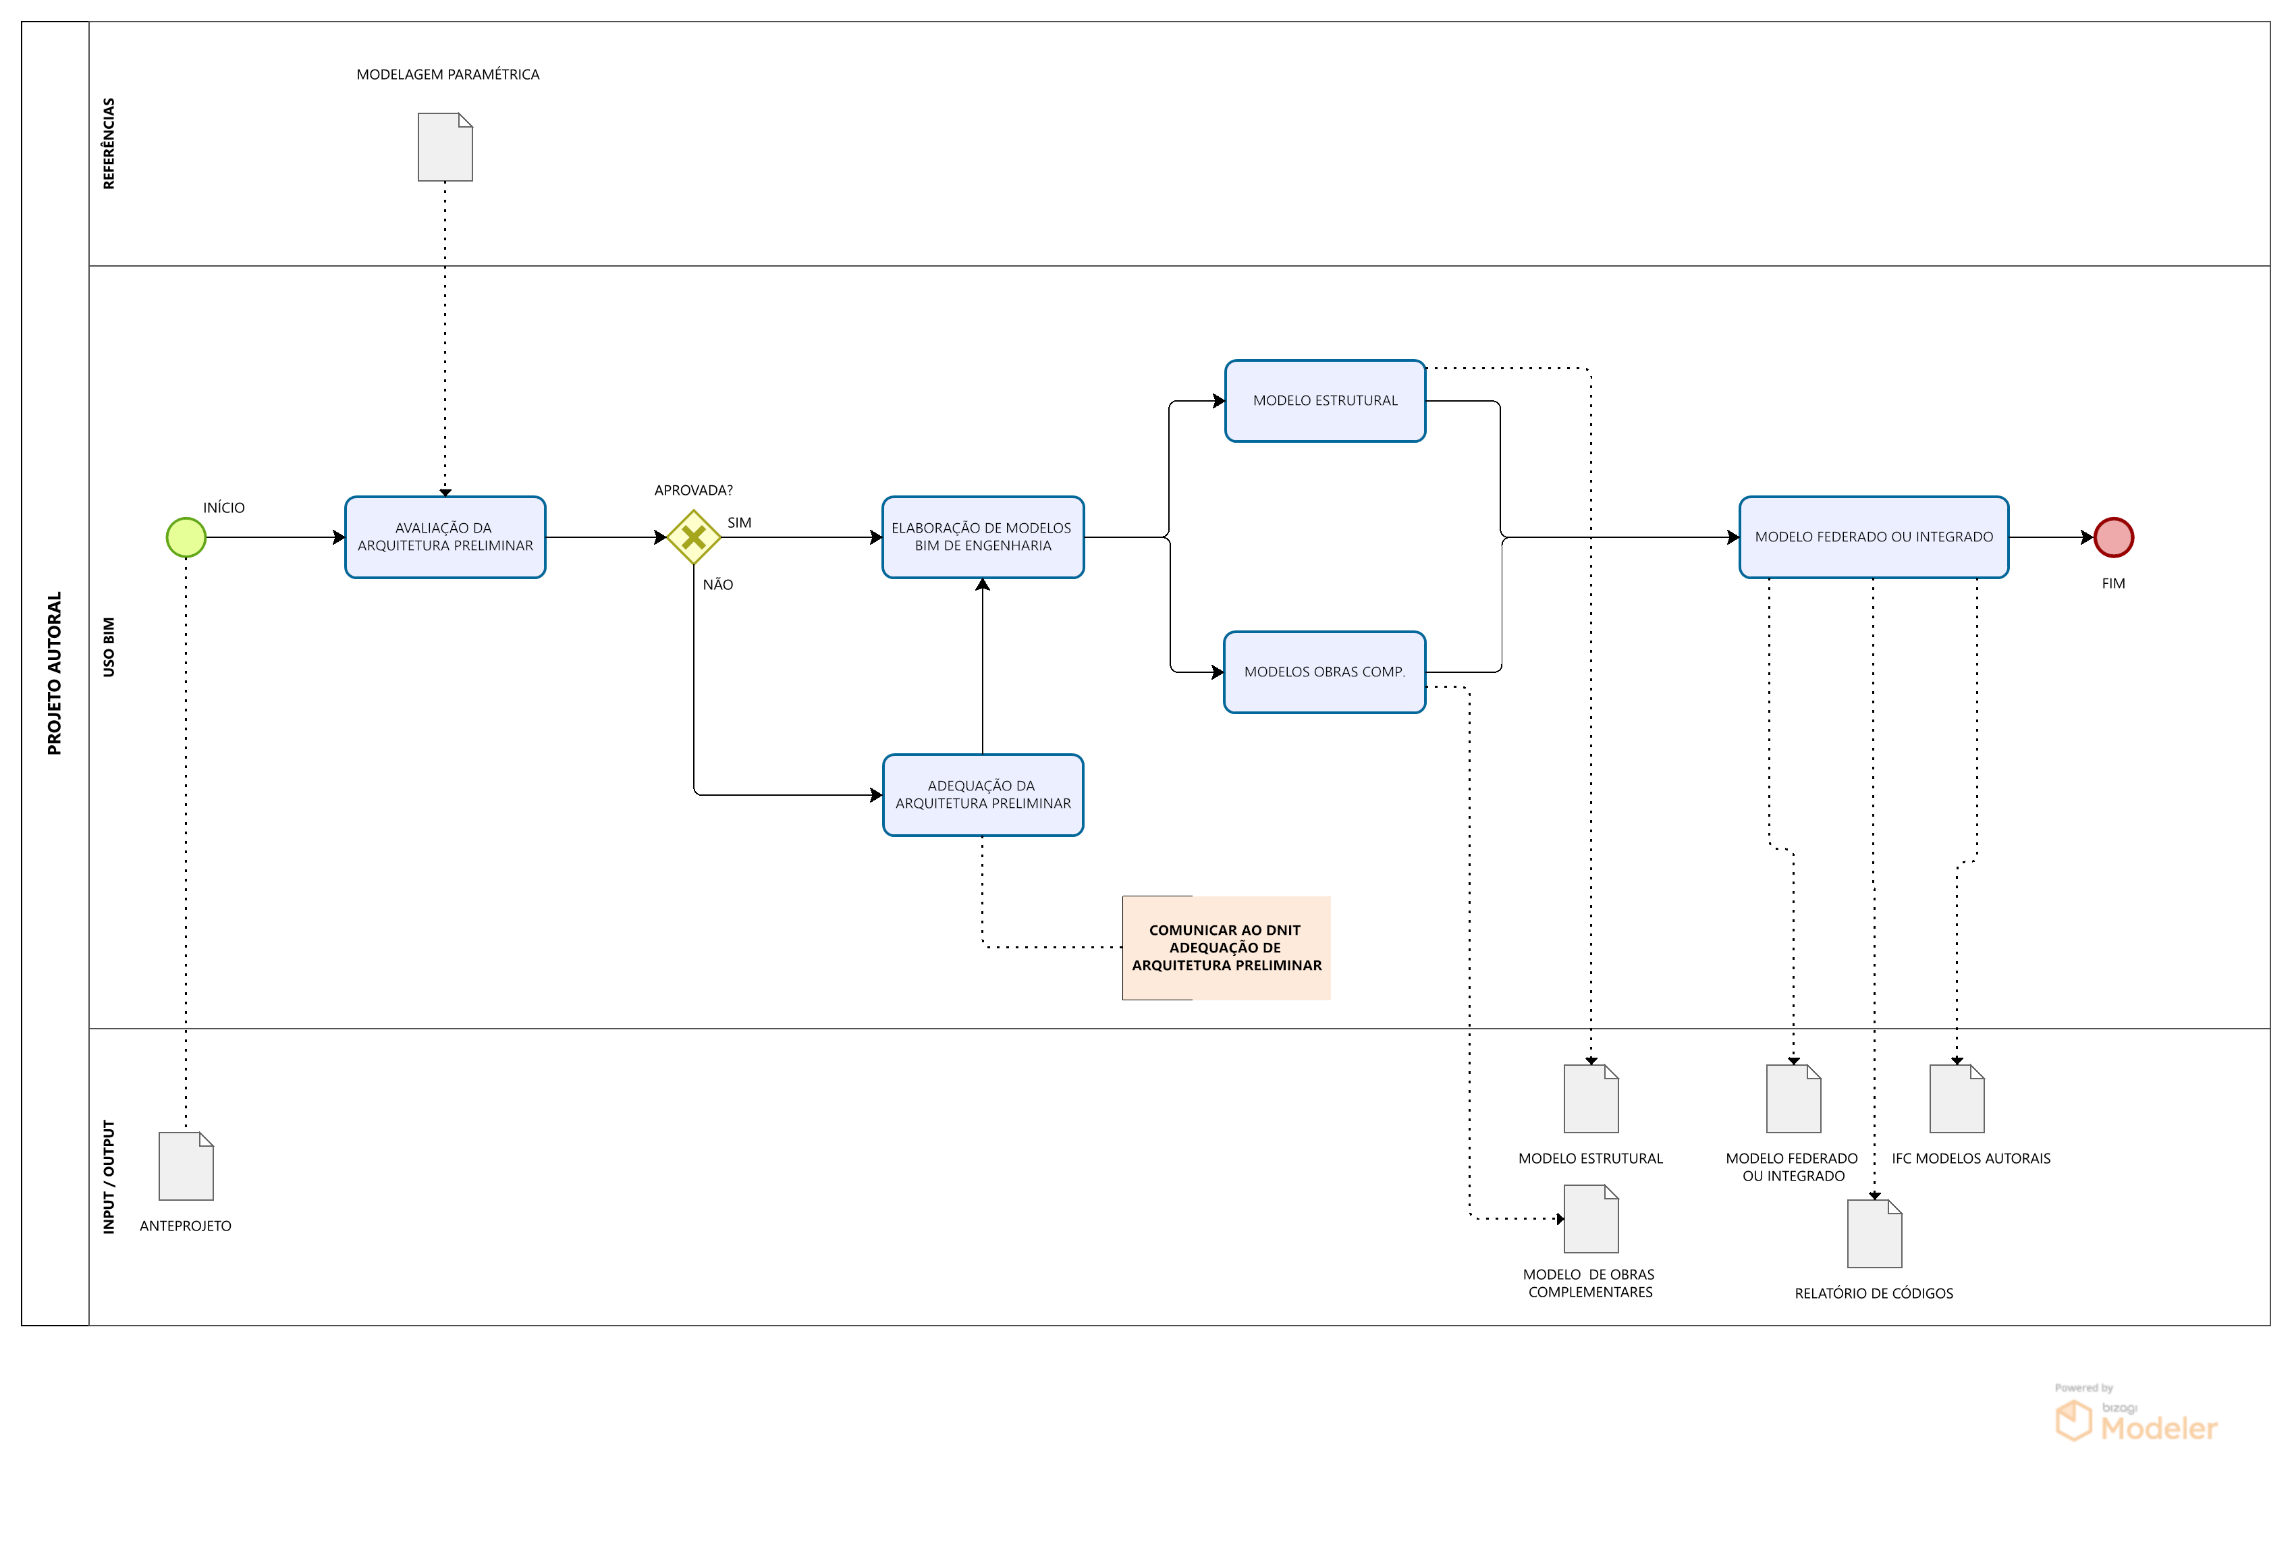 PROJETO AUTORAL
REFERÊNCIAS
MODELAGEM PARAMÉTRICA
USO BIM
INÍCIO
AVALIAÇÃO DA
ARQUITETURA PRELIMINAR
APROVADA?
SIM
NÃO
ELABORAÇÃO DE MODELOS
BIM DE ENGENHARIA
ADEQUAÇÃO DA
ARQUITETURA PRELIMINAR
COMUNICAR AO DNIT
ADEQUAÇÃO DE
ARQUITETURA PRELIMINAR
MODELO ESTRUTURAL
MODELOS OBRAS COMP.
MODELO FEDERADO OU INTEGRADO
FIM
INPUT / OUTPUT
ANTEPROJETO
MODELO ESTRUTURAL
MODELO  DE OBRAS
COMPLEMENTARES
MODELO FEDERADO
OU INTEGRADO
IFC MODELOS AUTORAIS
RELATÓRIO DE CÓDIGOS
Powered by
bizagi
Modeler